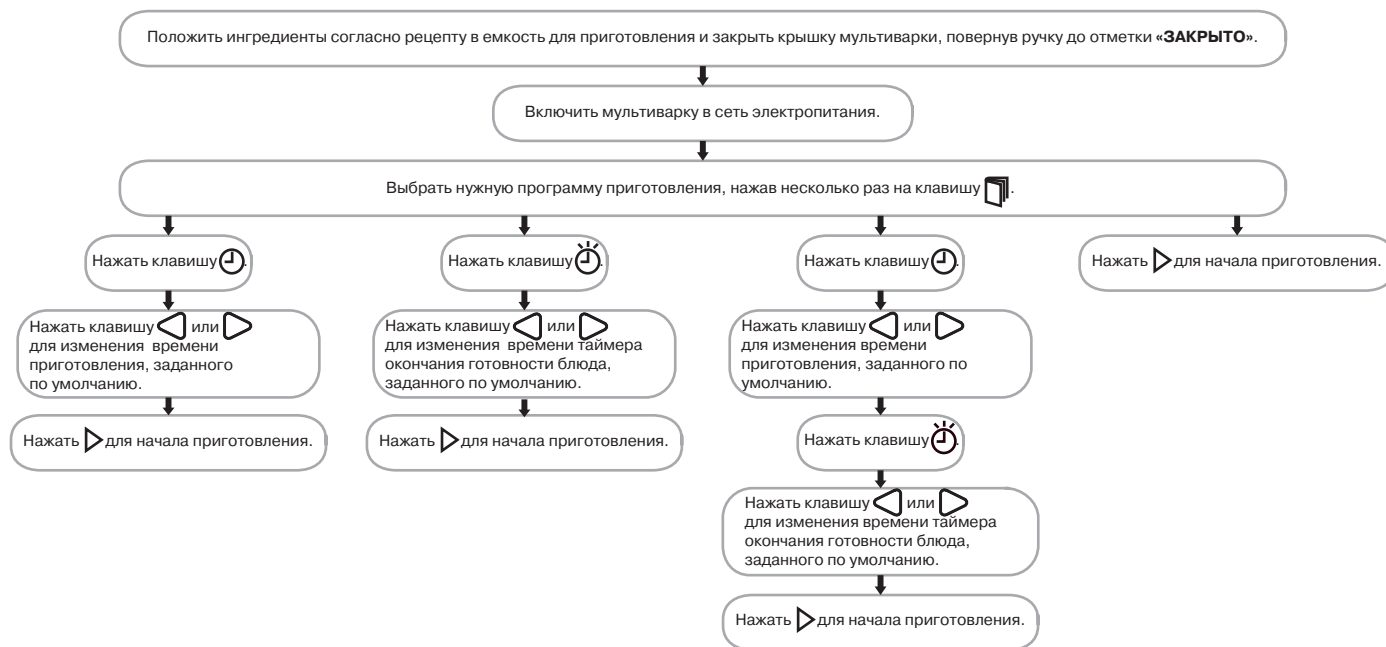 Положить ингредиенты согласно рецепту в емкость для приготовления и закрыть крышку мультиварки, повернув ручку до отметки «ЗАКРЫТО».
Включить мультиварку в сеть электропитания.
Выбрать нужную программу приготовления, нажав несколько раз на клавишу .
Нажать клавишу .
Нажать клавишу или
для изменения времени
приготовления, заданного
по умолчанию.
Нажать для начала приготовления.
Нажать клавишу .
Нажать клавишу или
для изменения времени таймера
окончания готовности блюда,
заданного по умолчанию.
Нажать для начала приготовления.
Нажать клавишу .
Нажать клавишу или
для изменения времени
приготовления, заданного по
умолчанию.
Нажать клавишу .
Нажать клавишу или
для изменения времени таймера
окончания готовности блюда,
заданного по умолчанию.
Нажать для начала приготовления.
Нажать для начала приготовления.